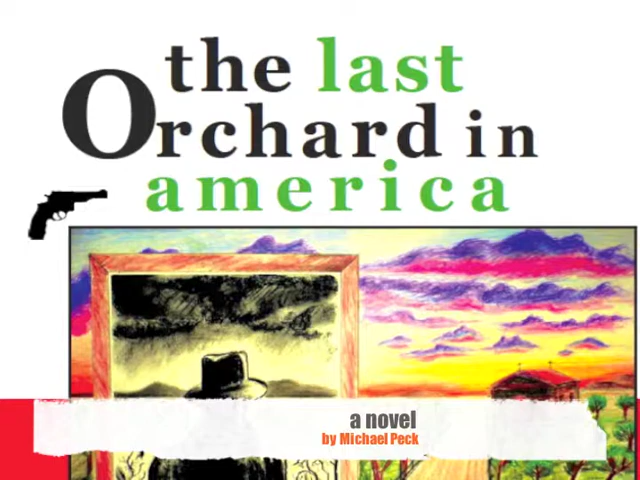 the last
Orchard in
america
a novel
by Michael Peck